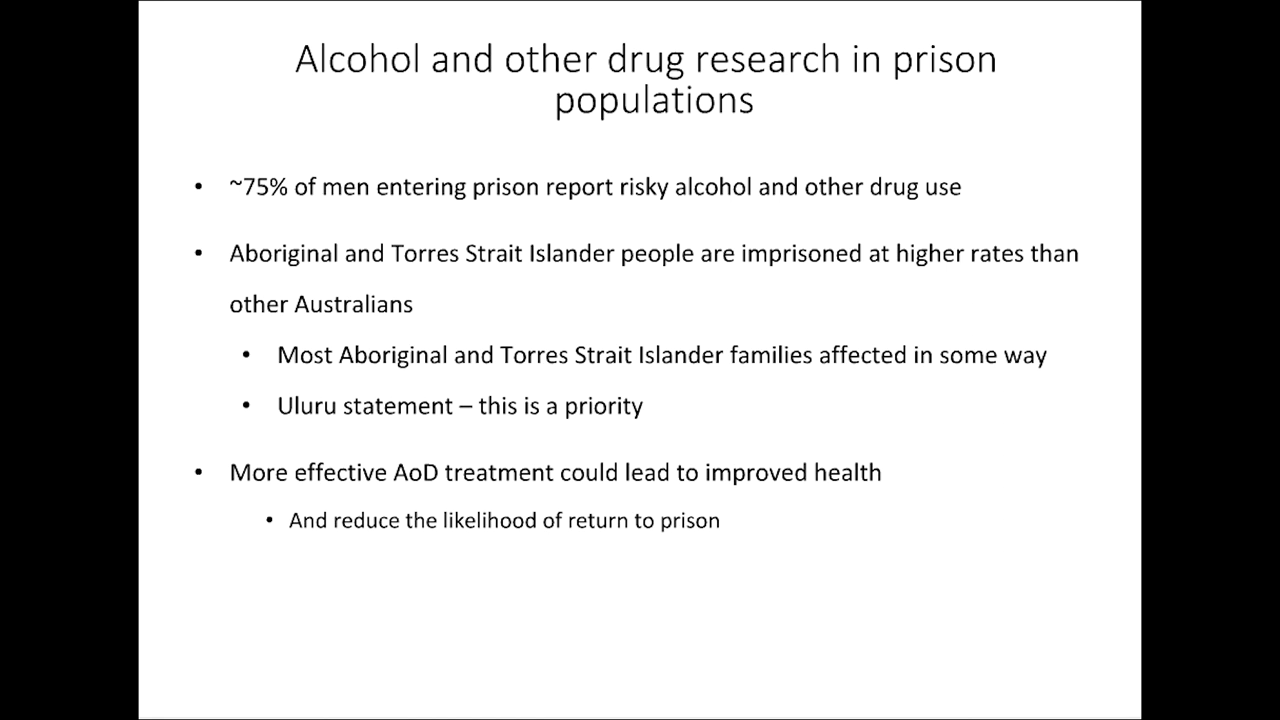 Alcohol and other drug research in prison
populations
• ~75% of men entering prison report risky alcohol and other drug use
• Aboriginal and Torres Strait Islander people are imprisoned at higher rates than
other Australians
• Most Aboriginal and Torres Strait Islander families affected in some way
• Uluru statement – this is a priority
• More effective AoD treatment could lead to improved health
• And reduce the likelihood of return to prison